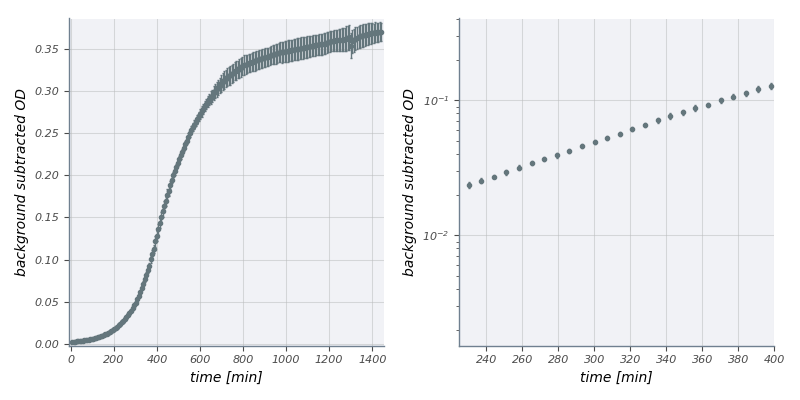 background subtracted OD
0.35
0.30
0.25
0.20
0.15
0.10
0.05
0.00
0 200 400 600 800 1000 1200 1400
time [min]
background subtracted OD
10⁻¹
10⁻²
240 260 280 300 320 340 360 380 400
time [min]